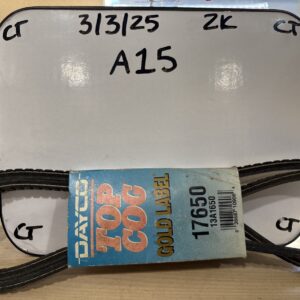 CT 3/3/25 2K CT
A15
DAYCO
TOP
COG
GOLD LABEL
17650
13A1650
CT CT